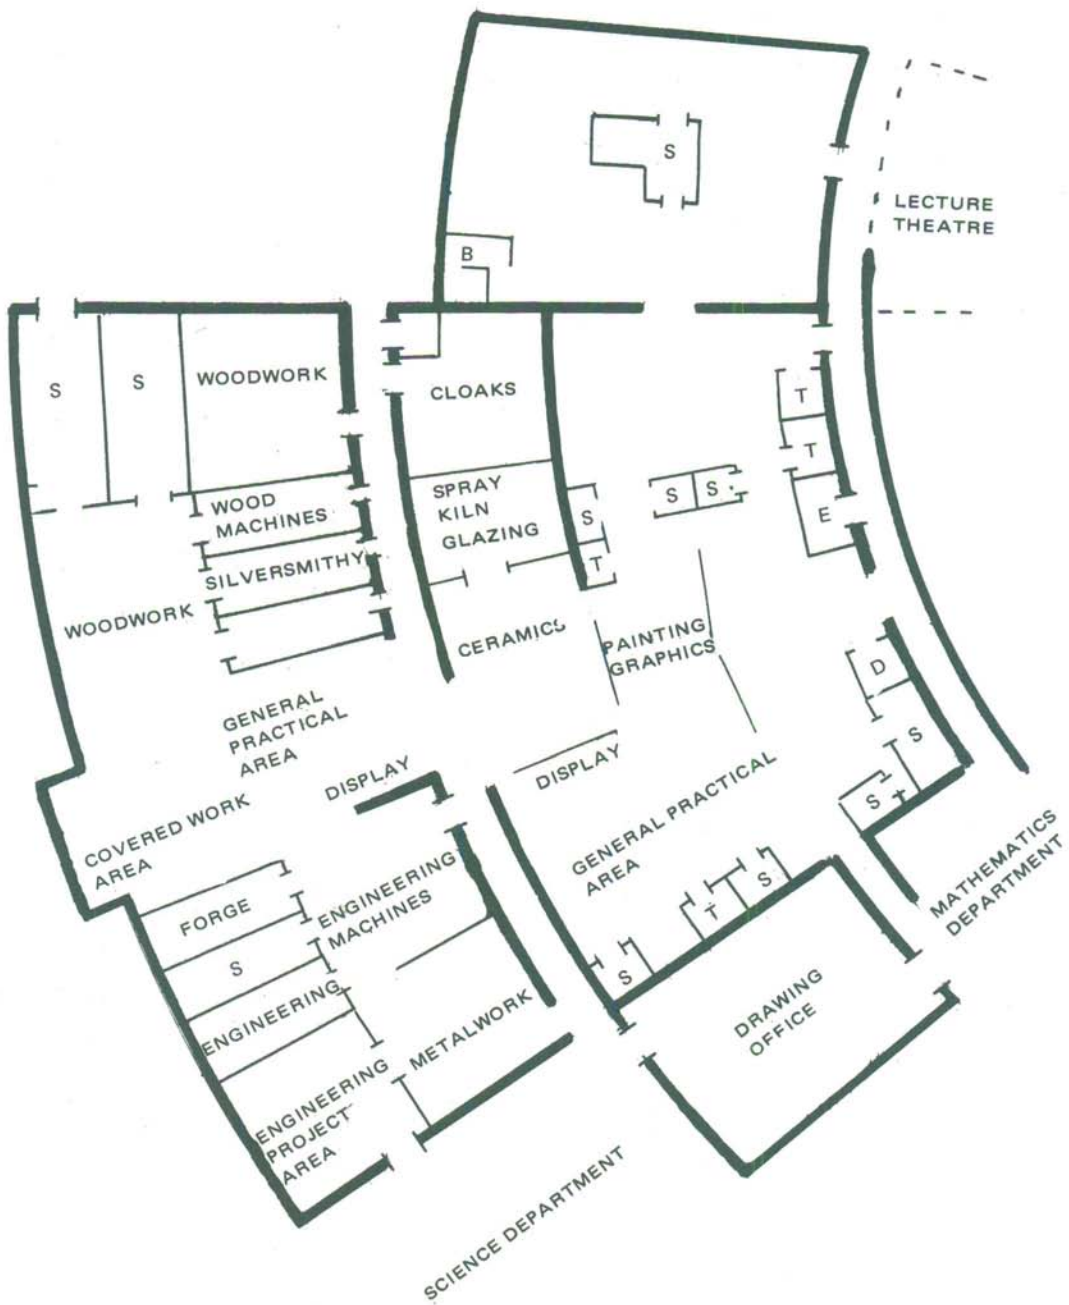 S
LECTURE
THEATRE
B
S
S
WOODWORK
CLOAKS
T
T
SPRAY
KILN
GLAZING
S
S
S
E
WOOD
MACHINES
T
SILVERSMITHY
WOODWORK
CERAMICS
PAINTING
GRAPHICS
D
GENERAL
PRACTICAL
AREA
S
DISPLAY
DISPLAY
S
COVERED WORK
AREA
GENERAL PRACTICAL
AREA
MATHEMATICS
DEPARTMENT
FORGE
ENGINEERING
MACHINES
T
S
S
S
ENGINEERING
METALWORK
DRAWING
OFFICE
ENGINEERING
PROJECT
AREA
SCIENCE DEPARTMENT